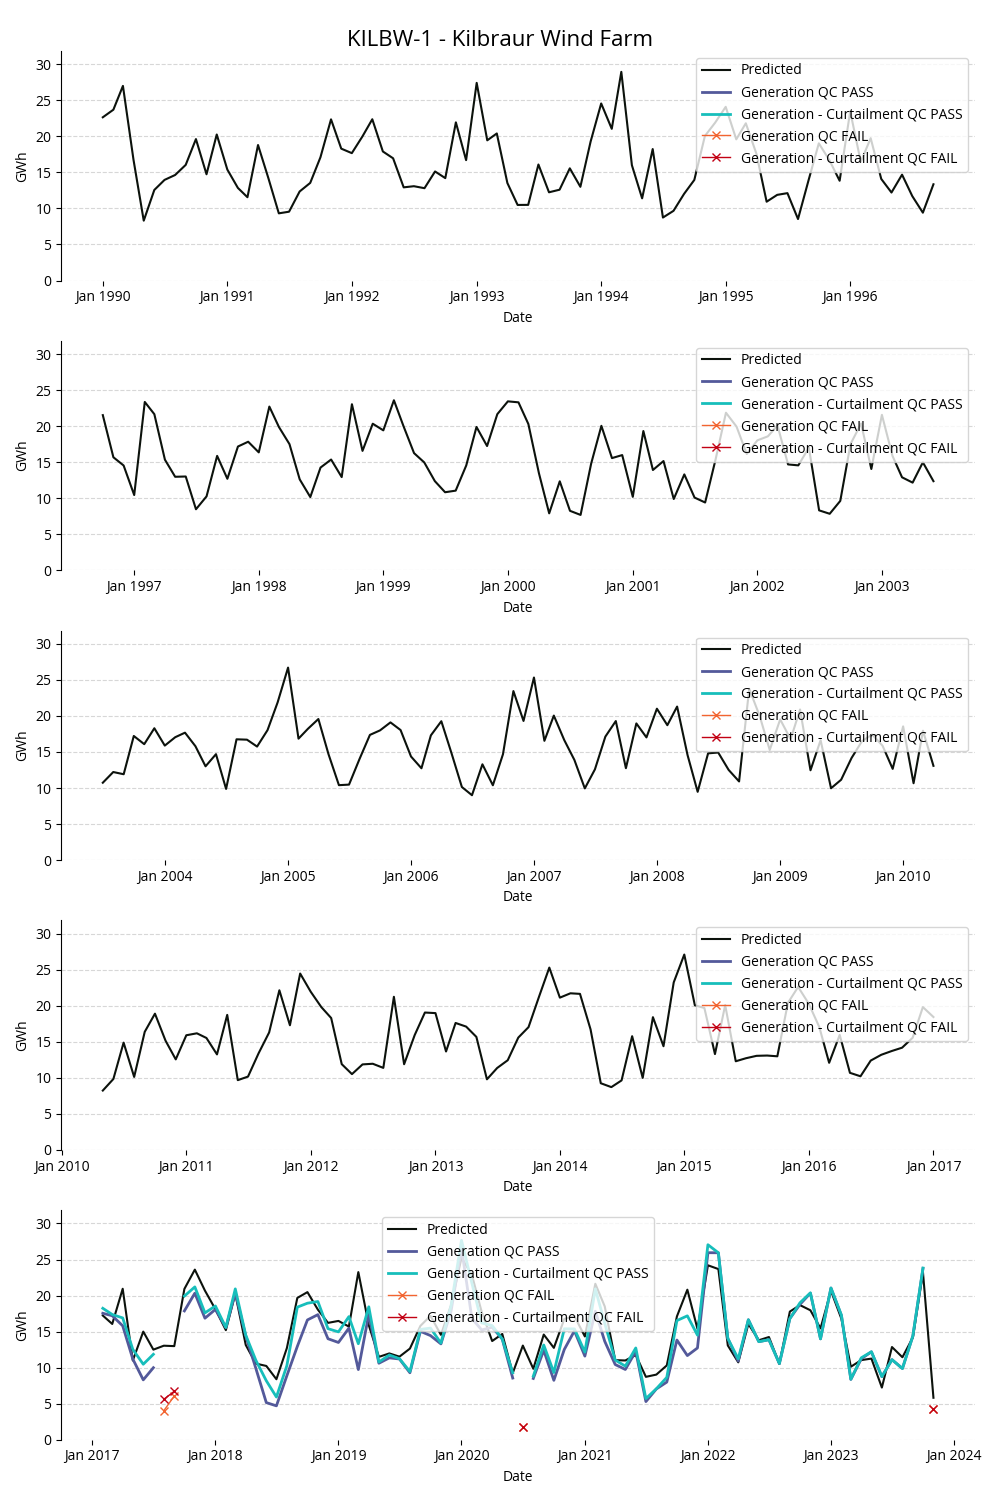 KILBW-1 - Kilbraur Wind Farm
30
25
20
15
10
5
0
GWh
Predicted
Generation QC PASS
Generation - Curtailment QC PASS
Generation QC FAIL
Generation - Curtailment QC FAIL
Jan 1990 Jan 1991 Jan 1992 Jan 1993 Jan 1994 Jan 1995 Jan 1996
Date
30
25
20
15
10
5
0
GWh
Predicted
Generation QC PASS
Generation - Curtailment QC PASS
Generation QC FAIL
Generation - Curtailment QC FAIL
Jan 1997 Jan 1998 Jan 1999 Jan 2000 Jan 2001 Jan 2002 Jan 2003
Date
30
25
20
15
10
5
0
GWh
Predicted
Generation QC PASS
Generation - Curtailment QC PASS
Generation QC FAIL
Generation - Curtailment QC FAIL
Jan 2004 Jan 2005 Jan 2006 Jan 2007 Jan 2008 Jan 2009 Jan 2010
Date
30
25
20
15
10
5
0
GWh
Predicted
Generation QC PASS
Generation - Curtailment QC PASS
Generation QC FAIL
Generation - Curtailment QC FAIL
Jan 2010 Jan 2011 Jan 2012 Jan 2013 Jan 2014 Jan 2015 Jan 2016 Jan 2017
Date
30
25
20
15
10
5
0
GWh
Predicted
Generation QC PASS
Generation - Curtailment QC PASS
Generation QC FAIL
Generation - Curtailment QC FAIL
Jan 2017 Jan 2018 Jan 2019 Jan 2020 Jan 2021 Jan 2022 Jan 2023 Jan 2024
Date